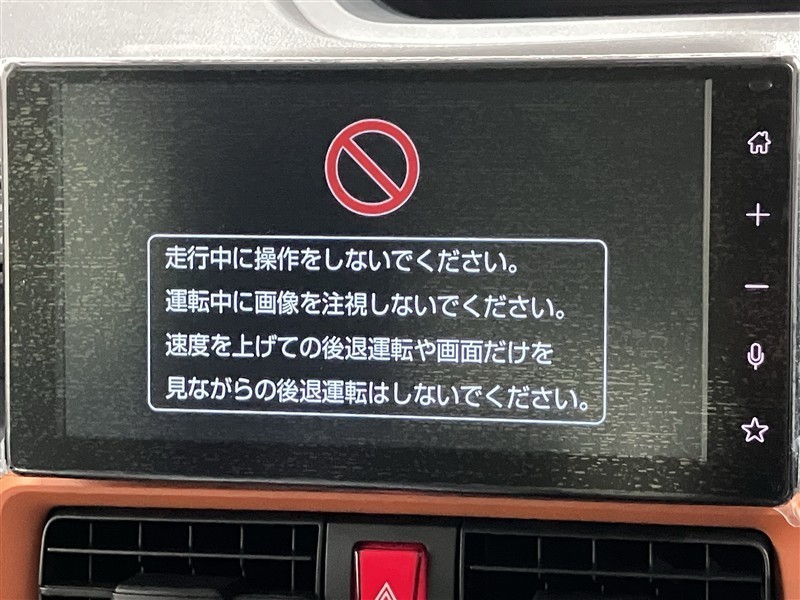 走行中に操作をしないでください。
運転中に画像を注視しないでください。
速度を上げての後退運転や画面だけを
見ながらの後退運転はしないでください。